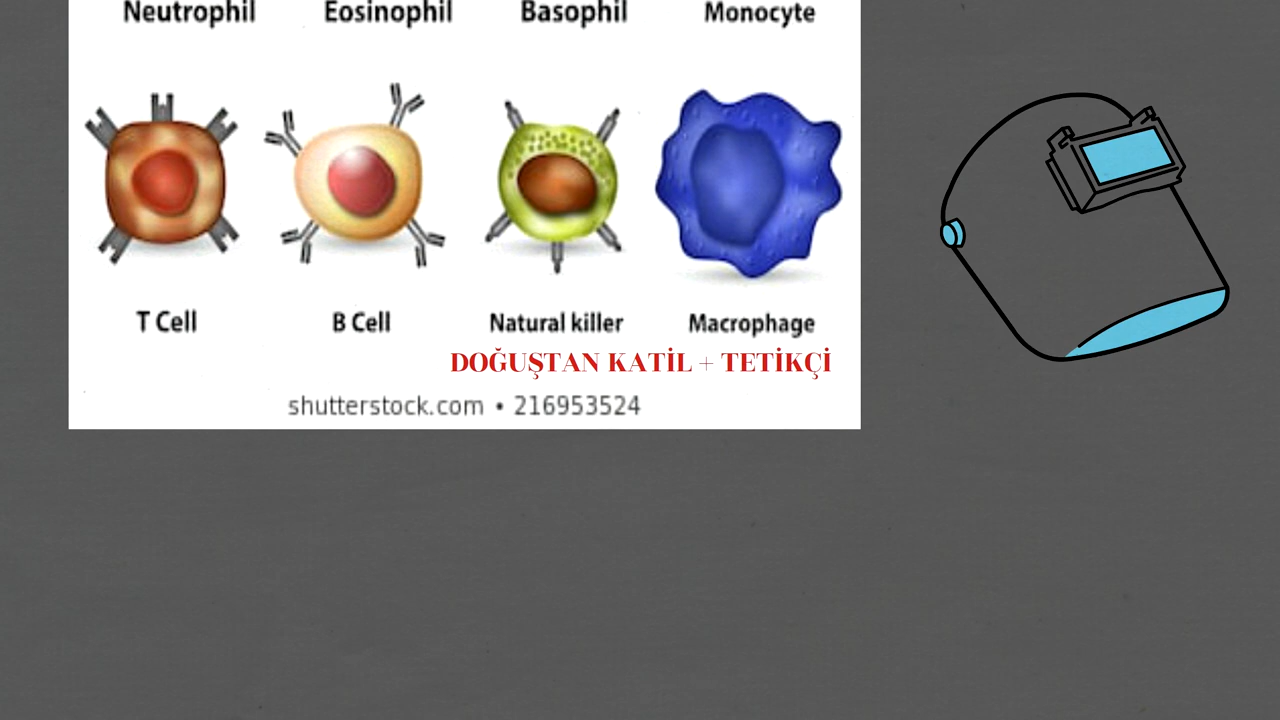 Neutrophil Eosinophil Basophil Monocyte
T Cell B Cell Natural killer Macrophage
DOĞUŞTAN KATİL + TETİKÇİ
shutterstock.com • 216953524